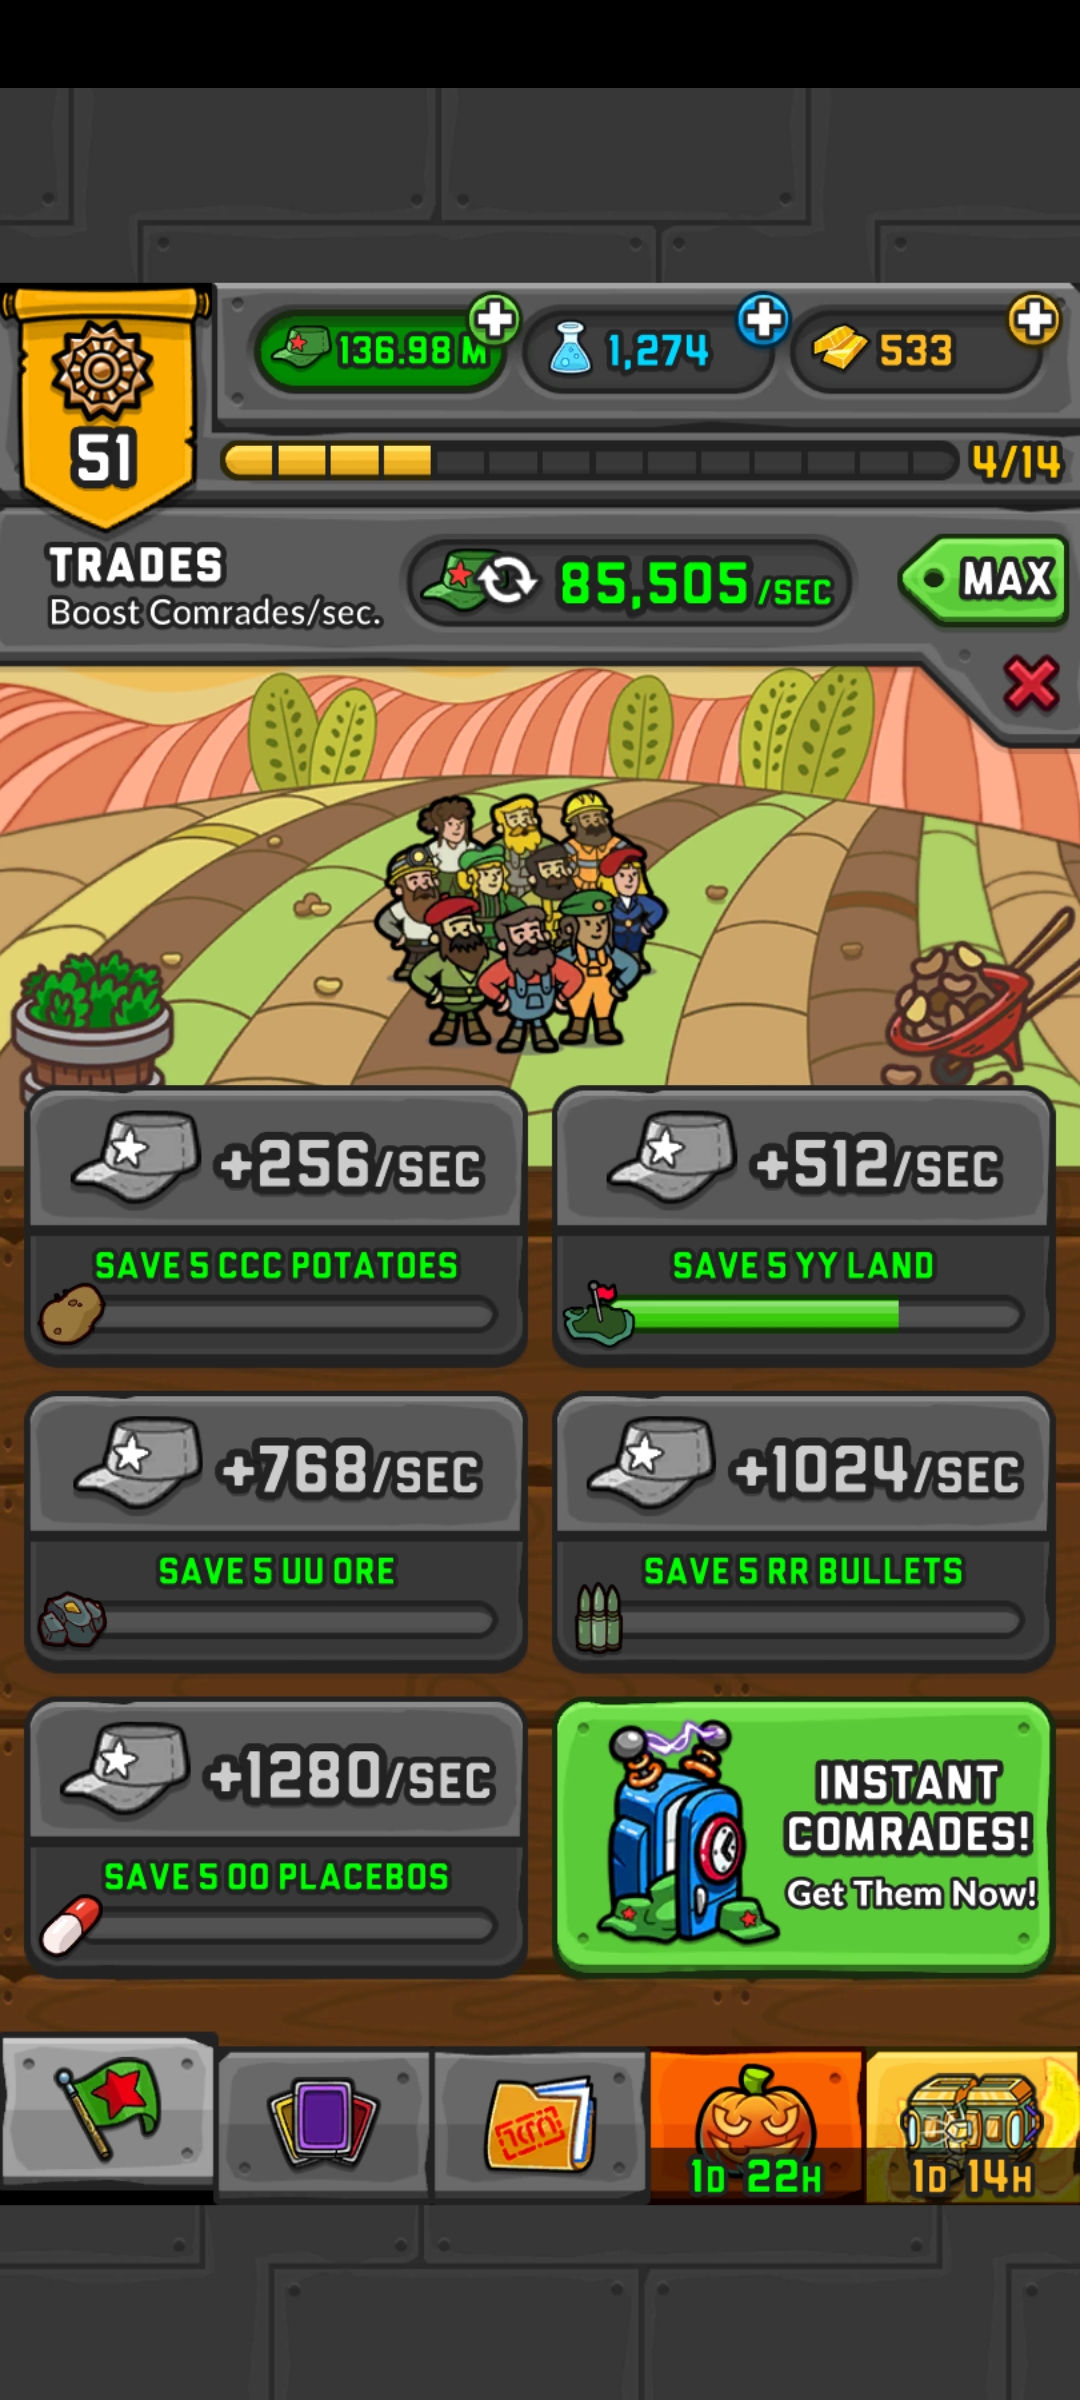 136.98 M
1,274
533
51
4/14
TRADES
Boost Comrades/sec.
85,505/SEC
MAX
+256/SEC
SAVE 5 CCC POTATOES
+512/SEC
SAVE 5 YY LAND
+768/SEC
SAVE 5 UU ORE
+1024/SEC
SAVE 5 RR BULLETS
+1280/SEC
SAVE 5 OO PLACEBOS
INSTANT
COMRADES!
Get Them Now!
1D 22H
1D 14H